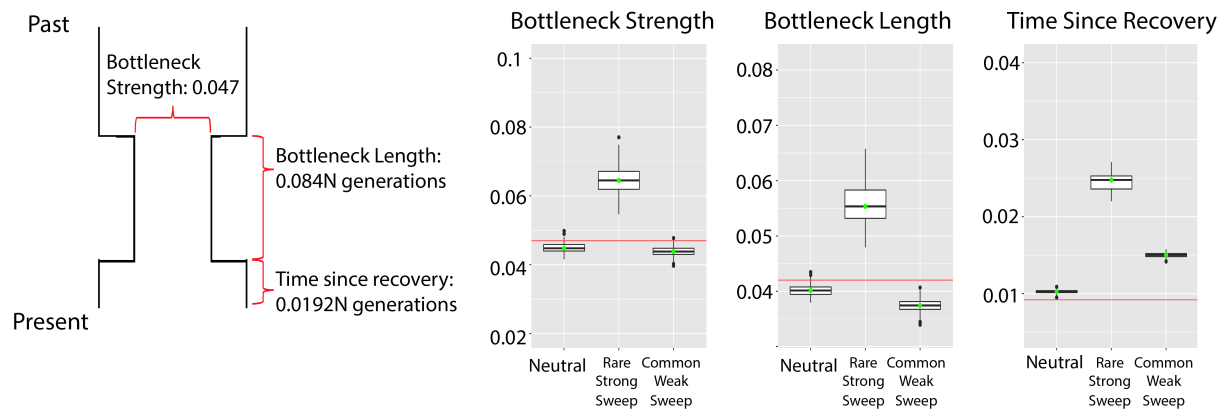 Past
Bottleneck
Strength: 0.047
Bottleneck Length:
0.084N generations
Time since recovery:
0.0192N generations
Present
Bottleneck Strength
0.1
0.08
0.06
0.04
0.02
Neutral
Rare
Strong
Sweep
Common
Weak
Sweep
Bottleneck Length
0.08
0.07
0.06
0.05
0.04
Neutral
Rare
Strong
Sweep
Common
Weak
Sweep
Time Since Recovery
0.04
0.03
0.02
0.01
Neutral
Rare
Strong
Sweep
Common
Weak
Sweep